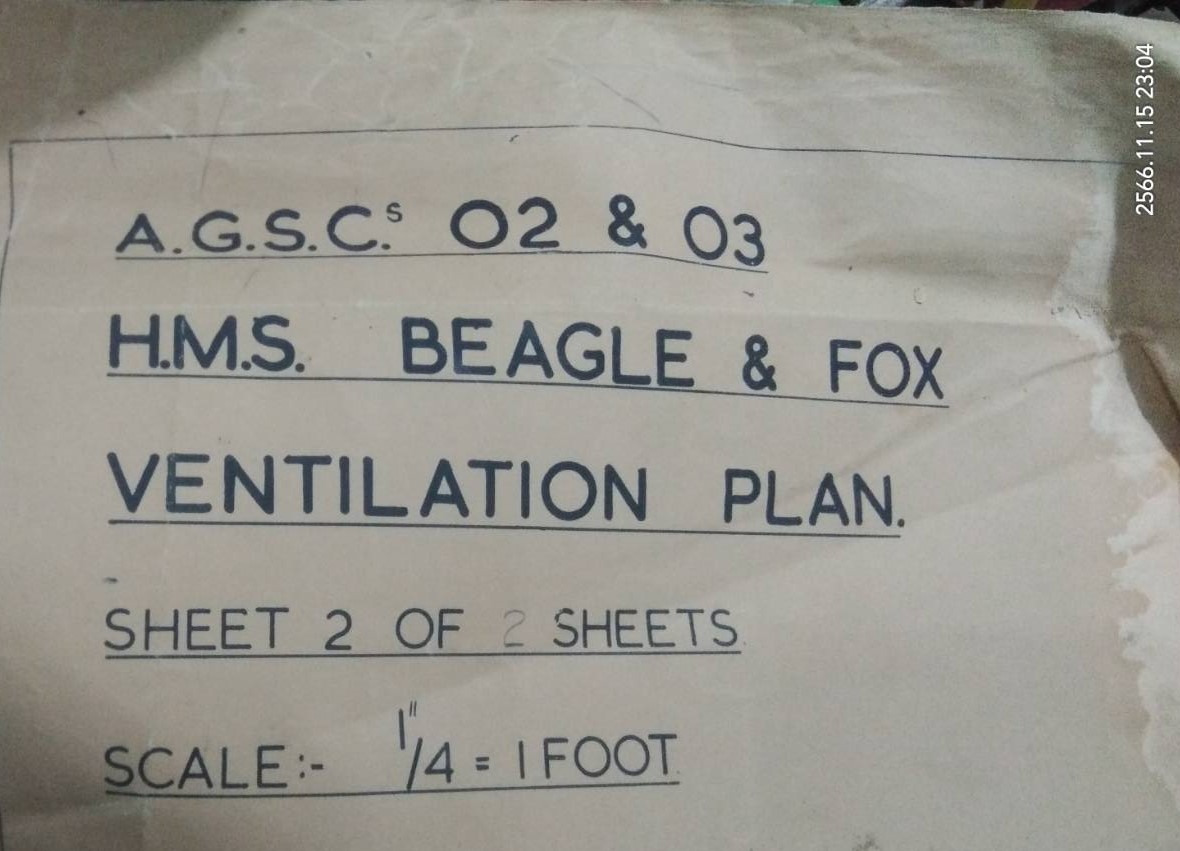 A.G.S.C.ˢ 02 & 03
H.M.S. BEAGLE & FOX
VENTILATION PLAN.
SHEET 2 OF 2 SHEETS.
SCALE:- 1"/4 = 1 FOOT.
2566.11.15 23:04